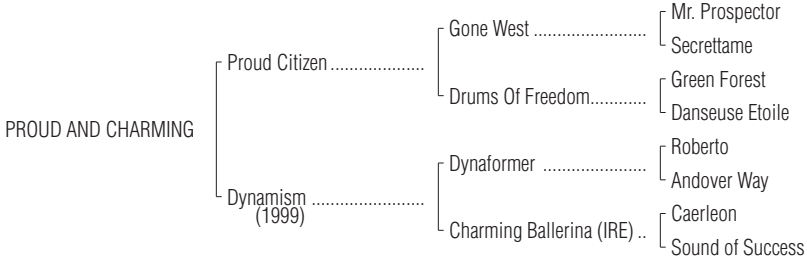 Mr. Prospector
Gone West ........................
Secrettame
Proud Citizen ....................
Green Forest
Drums Of Freedom............
Danseuse Etoile
PROUD AND CHARMING
Roberto
Dynaformer ......................
Andover Way
Dynamism ........................
(1999)
Caerleon
Charming Ballerina (IRE) ..
Sound of Success